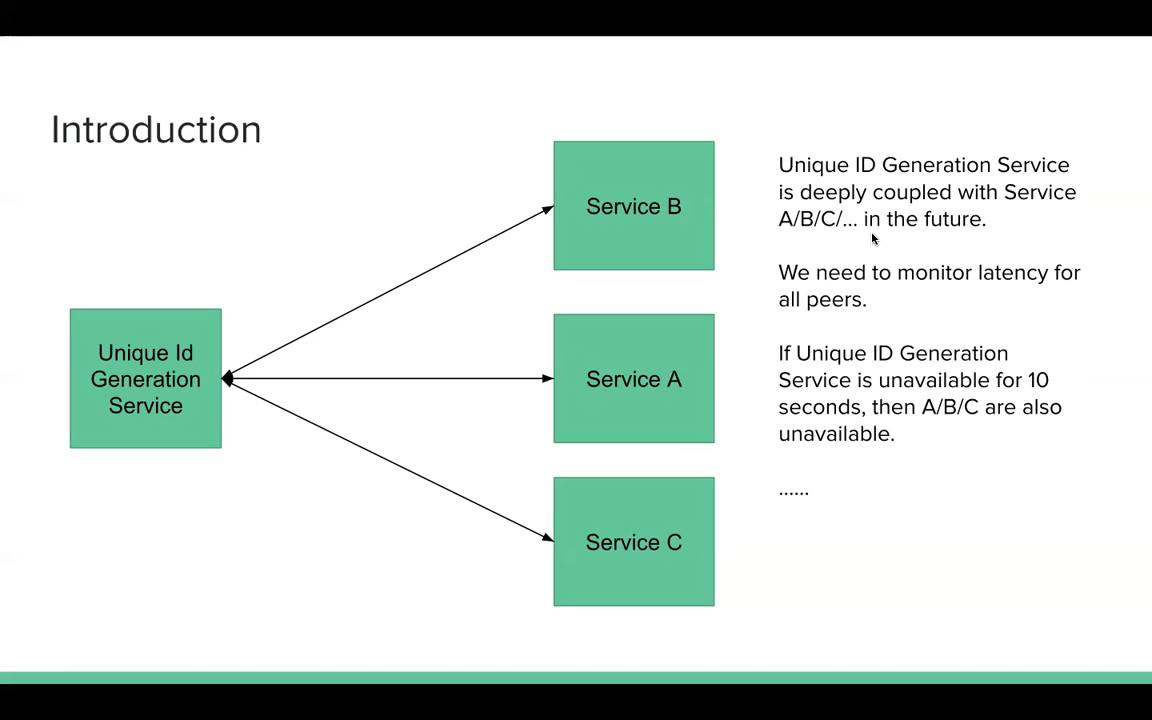 Introduction
Unique Id
Generation
Service
Service B
Service A
Service C
Unique ID Generation Service
is deeply coupled with Service
A/B/C/... in the future.
We need to monitor latency for
all peers.
If Unique ID Generation
Service is unavailable for 10
seconds, then A/B/C are also
unavailable.
......